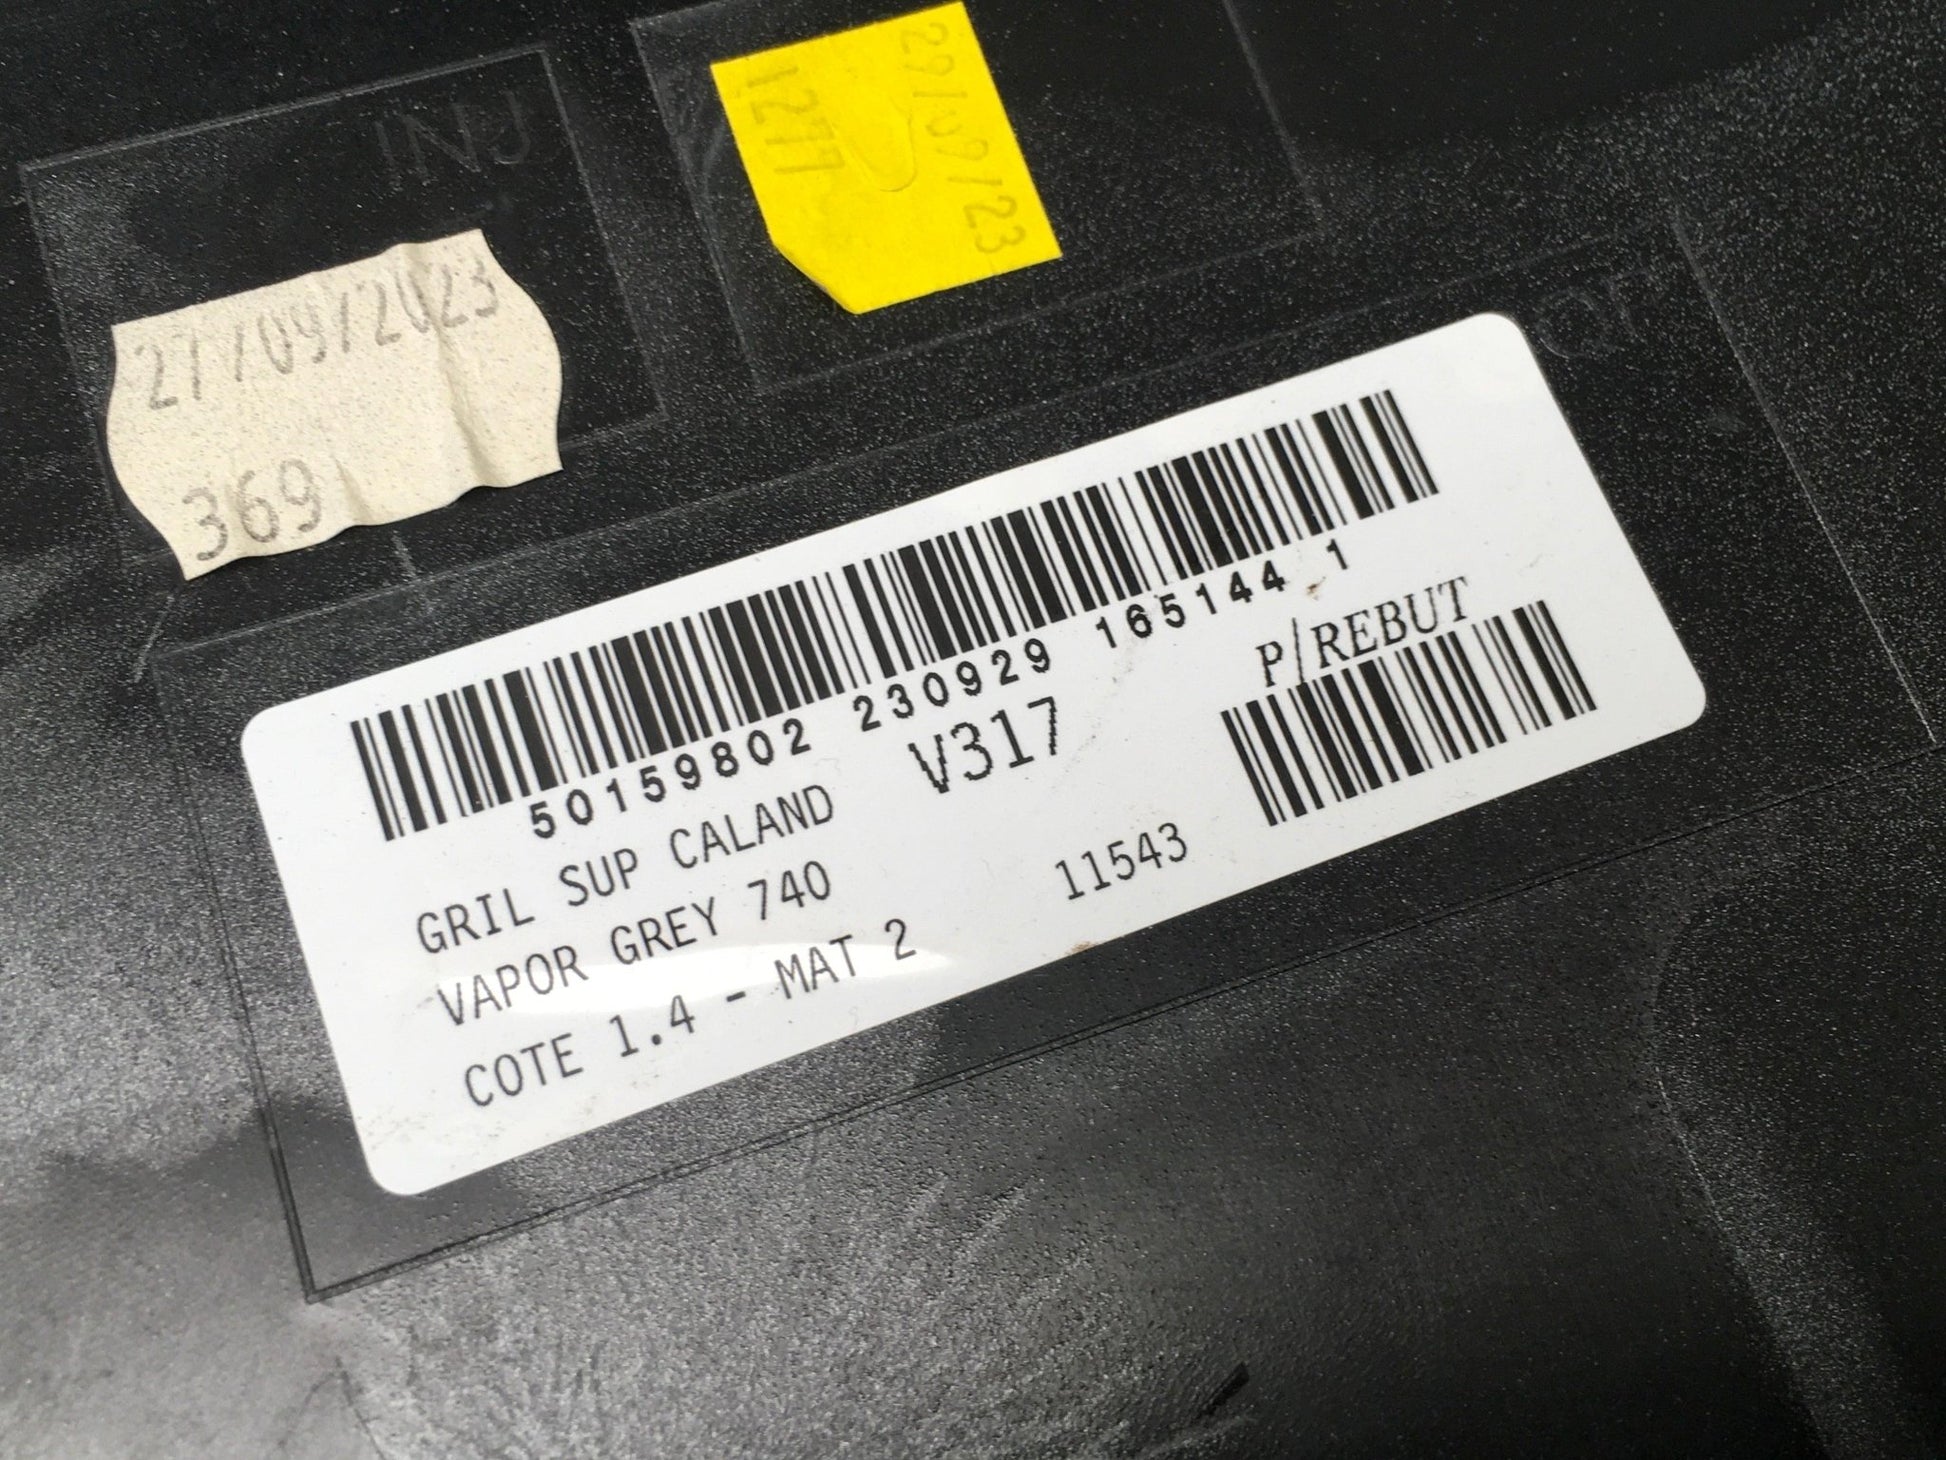 INJ
27/09/2023
369
29/09/23
1277
50159802 230929 165144 1
GRIL SUP CALAND
V317
P/REBUT
VAPOR GREY 740
11543
COTE 1.4 - MAT 2